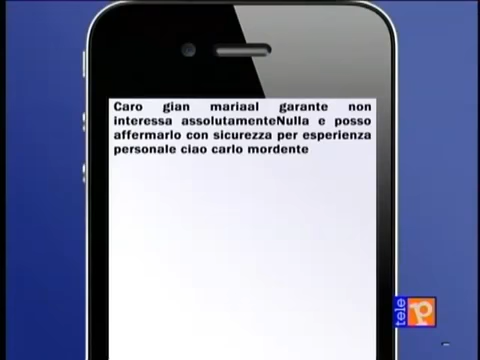 Caro gian mariaal garante non
interessa assolutamenteNulla e posso
affermarlo con sicurezza per esperienza
personale ciao carlo mordente
tele p